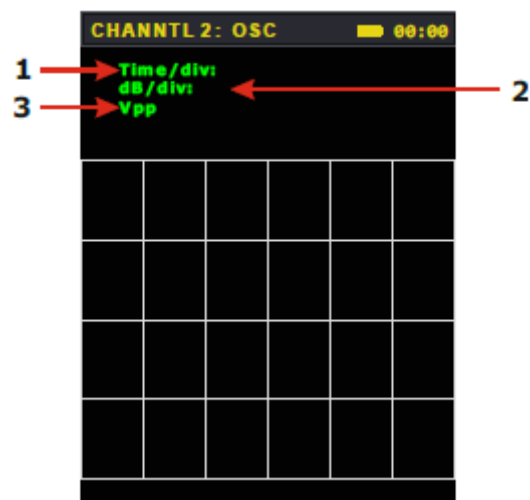 CHANNTL 2: OSC 00:00
1 Time/div:
dB/div: 2
3 Vpp